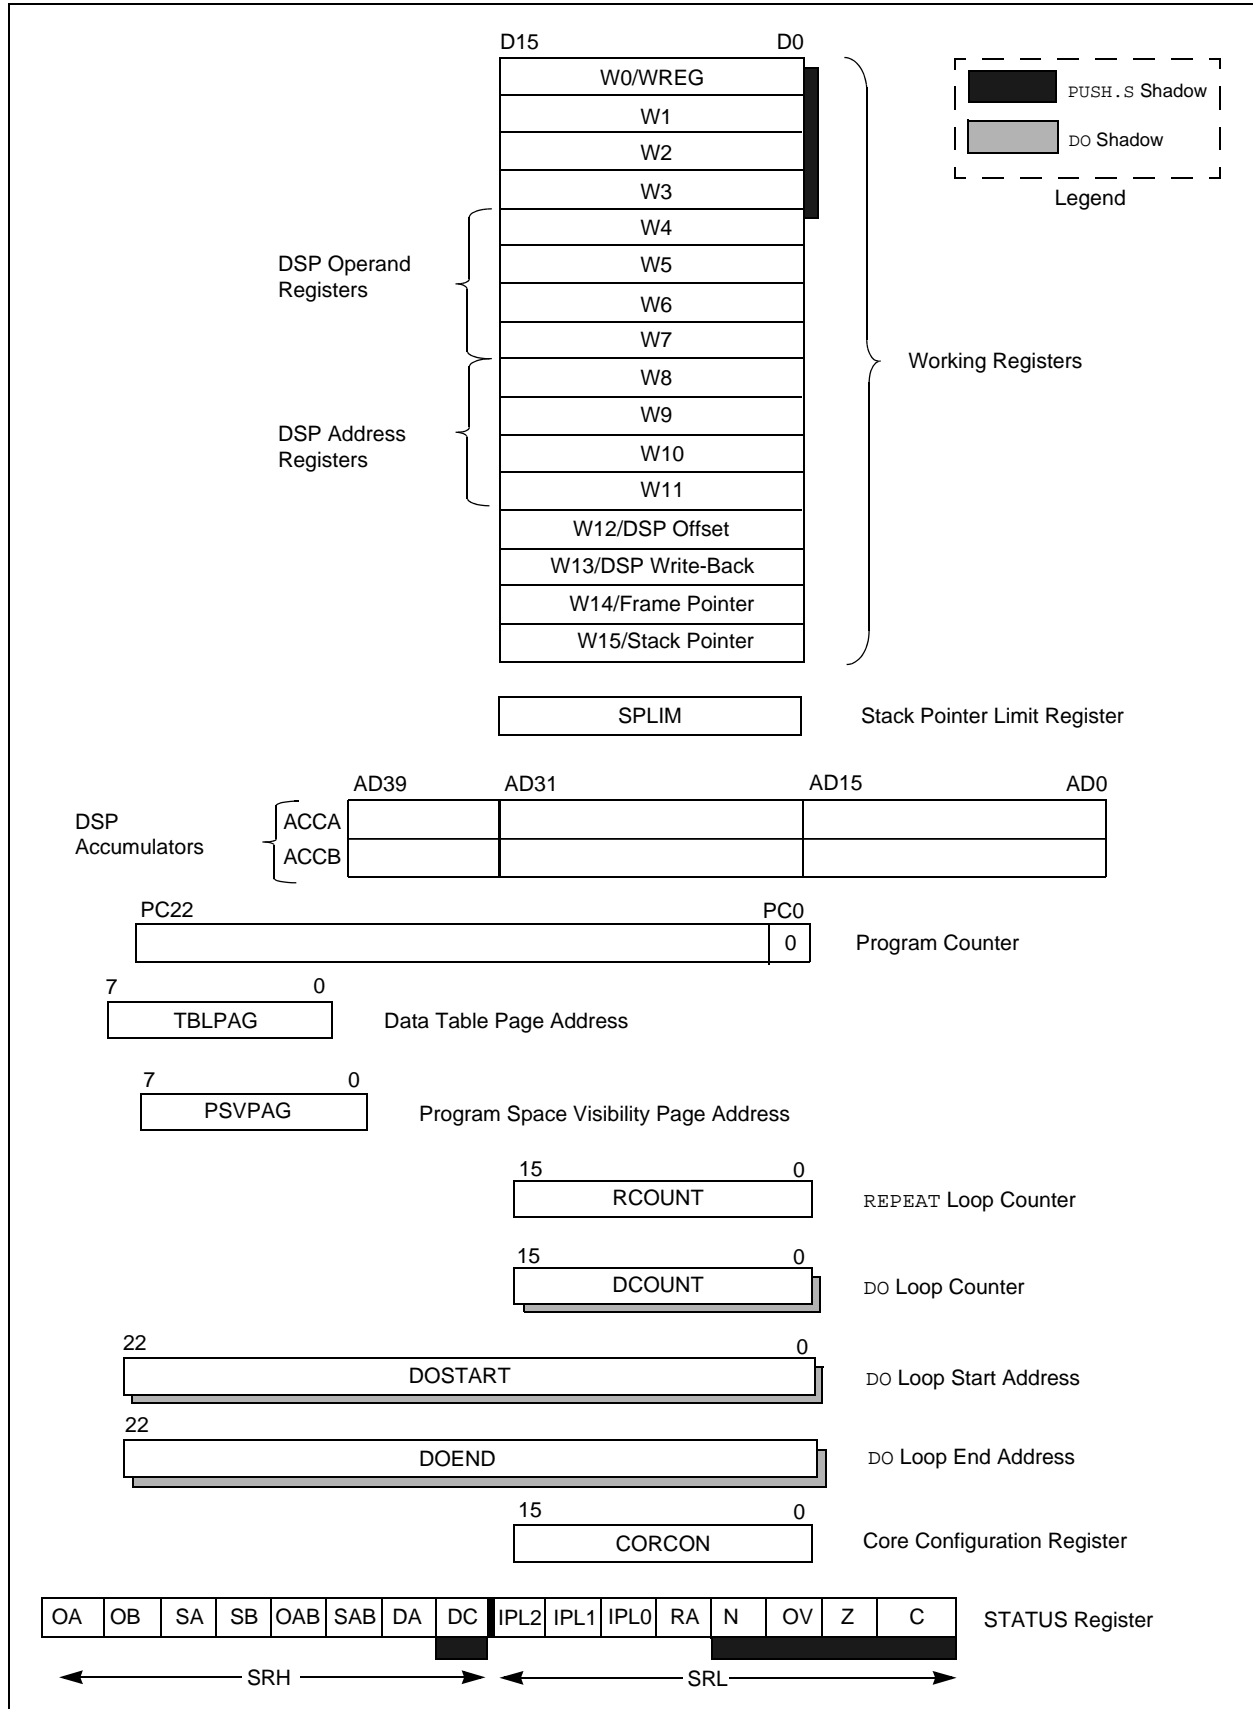 D15 D0
W0/WREG
W1
W2
W3
W4
W5
W6
W7
W8
W9
W10
W11
W12/DSP Offset
W13/DSP Write-Back
W14/Frame Pointer
W15/Stack Pointer
PUSH.S Shadow
DO Shadow
Legend
DSP Operand
Registers
DSP Address
Registers
Working Registers
SPLIM Stack Pointer Limit Register
AD39 AD31 AD15 AD0
DSP
Accumulators
ACCA
ACCB
PC22 PC0
0 Program Counter
7 0
TBLPAG Data Table Page Address
7 0
PSVPAG Program Space Visibility Page Address
15 0
RCOUNT REPEAT Loop Counter
15 0
DCOUNT DO Loop Counter
22 0
DOSTART DO Loop Start Address
22
DOEND DO Loop End Address
15 0
CORCON Core Configuration Register
OA OB SA SB OAB SAB DA DC IPL2 IPL1 IPL0 RA N OV Z C STATUS Register
SRH SRL